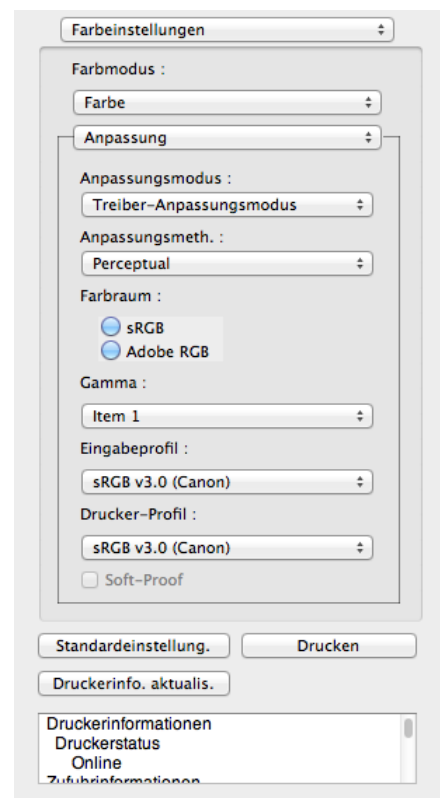 Farbeinstellungen
Farbmodus :
Farbe
Anpassung
Anpassungsmodus :
Treiber-Anpassungsmodus
Anpassungsmeth. :
Perceptual
Farbraum :
sRGB
Adobe RGB
Gamma :
Item 1
Eingabeprofil :
sRGB v3.0 (Canon)
Drucker-Profil :
sRGB v3.0 (Canon)
Soft-Proof
Standardeinstellung. Drucken
Druckerinfo. aktualis.
Druckerinformationen
Druckerstatus
Online
Zufuhrinformationen